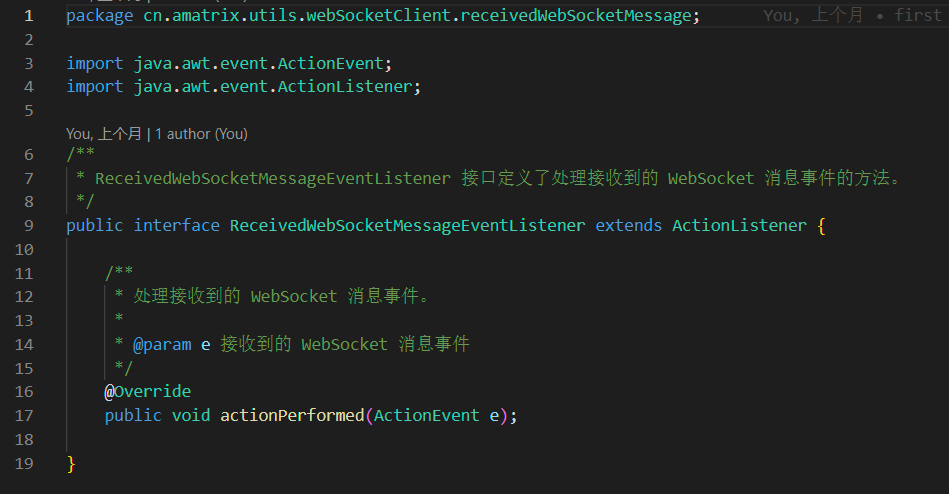 1 package cn.amatrix.utils.webSocketClient.receivedWebSocketMessage; You, 上个月 • first
2
3 import java.awt.event.ActionEvent;
4 import java.awt.event.ActionListener;
5
You, 上个月 | 1 author (You)
6 /**
7 * ReceivedWebSocketMessageEventListener 接口定义了处理接收到的 WebSocket 消息事件的方法。
8 */
9 public interface ReceivedWebSocketMessageEventListener extends ActionListener {
10
11 /**
12 * 处理接收到的 WebSocket 消息事件。
13 *
14 * @param e 接收到的 WebSocket 消息事件
15 */
16 @Override
17 public void actionPerformed(ActionEvent e);
18
19 }